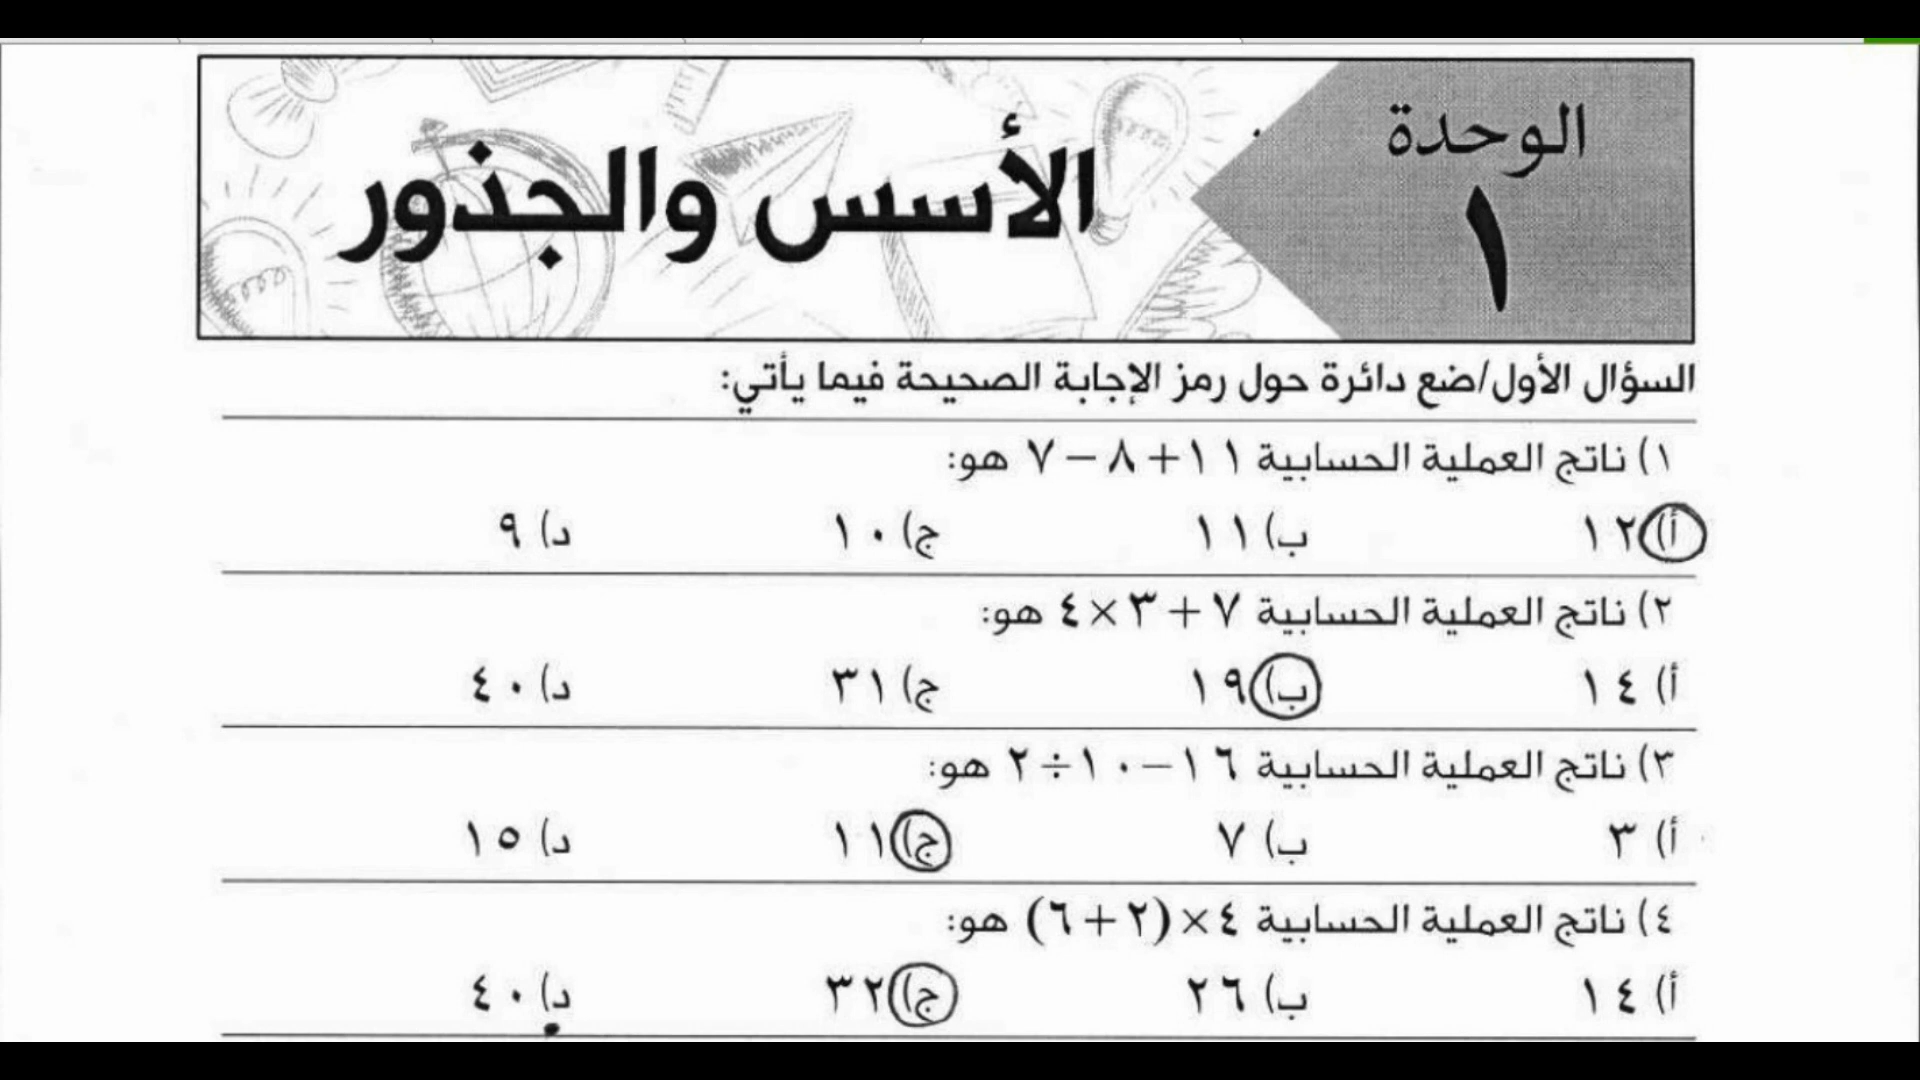 الوحدة
١
الأسس والجذور
السؤال الأول/ضع دائرة حول رمز الإجابة الصحيحة فيما يأتي:
١) ناتج العملية الحسابية ١١+٨−٧ هو:
أ) ١٢ ب) ١١ ج) ١٠ د) ٩
٢) ناتج العملية الحسابية ٧+٣×٤ هو:
أ) ١٤ ب) ١٩ ج) ٣١ د) ٤٠
٣) ناتج العملية الحسابية ١٦−١٠÷٢ هو:
أ) ٣ ب) ٧ ج) ١١ د) ١٥
٤) ناتج العملية الحسابية ٤×(٢+٦) هو:
أ) ١٤ ب) ٢٦ ج) ٣٢ د) ٤٠